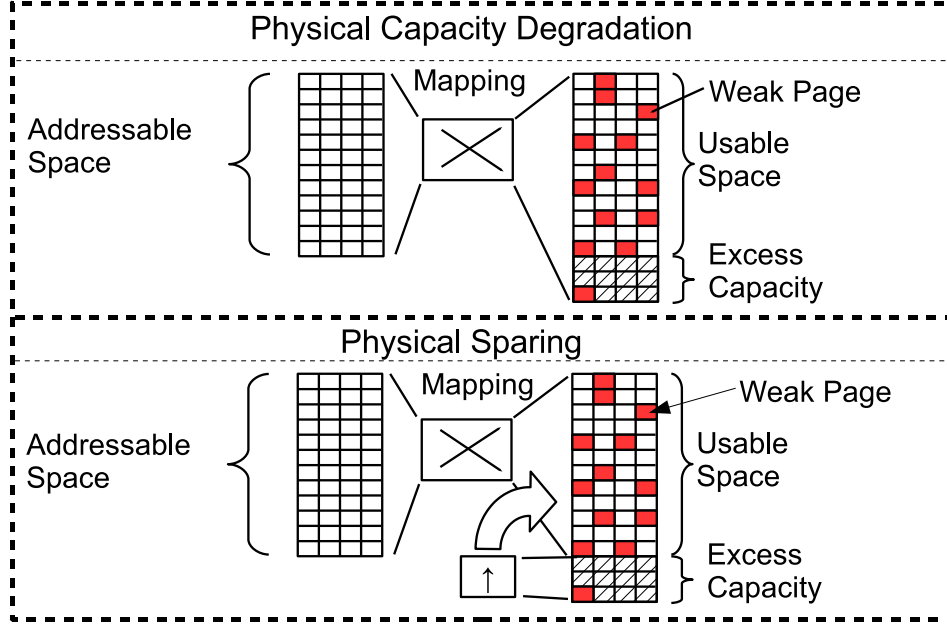 Physical Capacity Degradation
Mapping
Weak Page
Addressable
Space
Usable
Space
Excess
Capacity
Physical Sparing
Mapping
Weak Page
Addressable
Space
Usable
Space
↑
Excess
Capacity